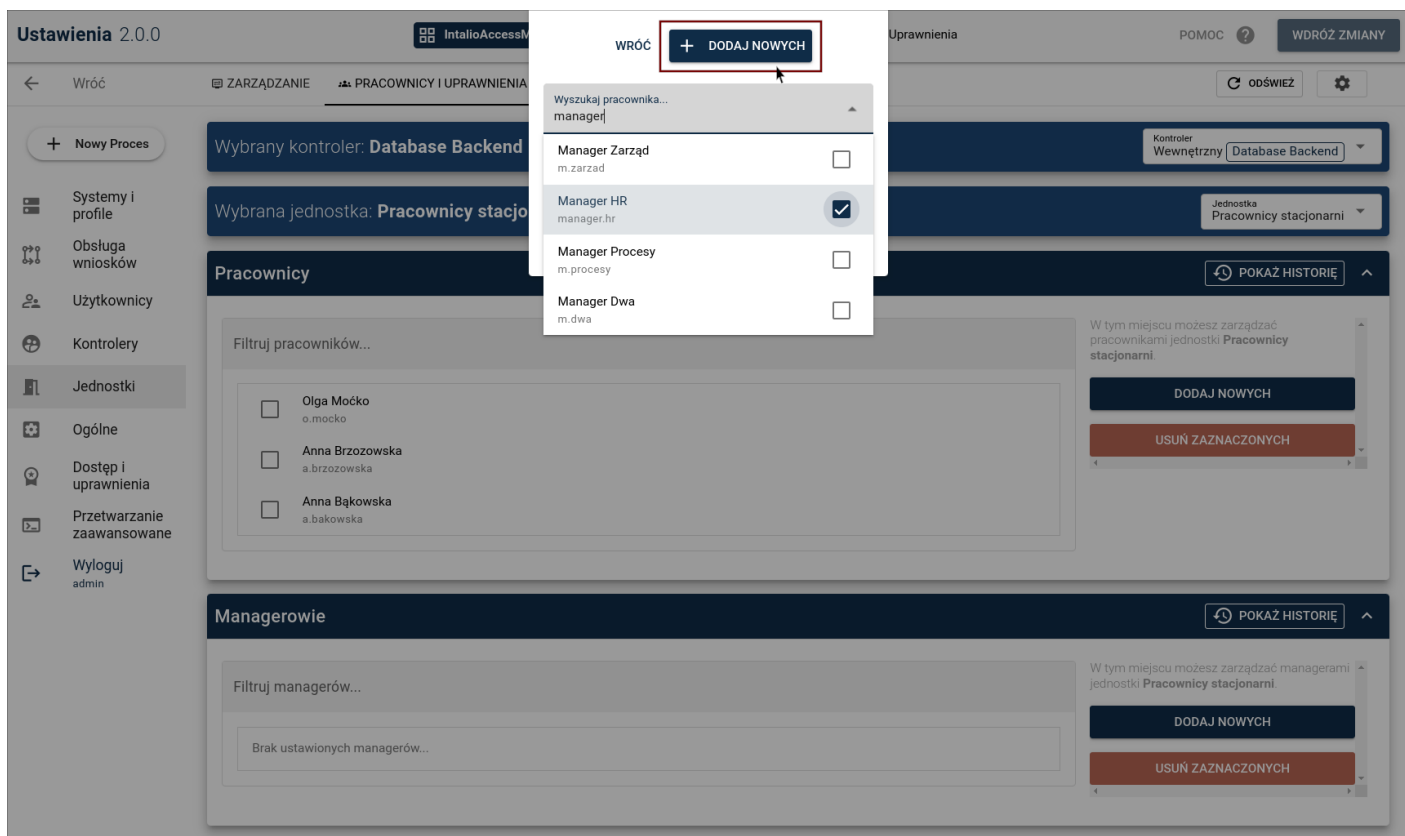 Ustawienia 2.0.0
IntalioAccessM
Uprawnienia
POMOC
WDRÓŻ ZMIANY
WRÓĆ
+ DODAJ NOWYCH
Wróć
ZARZĄDZANIE
PRACOWNICY I UPRAWNIENIA
ODŚWIEŻ
Wyszukaj pracownika...
manager
Manager Zarząd
m.zarzad
Manager HR
manager.hr
Manager Procesy
m.procesy
Manager Dwa
m.dwa
+ Nowy Proces
Systemy i
profile
Obsługa
wniosków
Użytkownicy
Kontrolery
Jednostki
Ogólne
Dostęp i
uprawnienia
Przetwarzanie
zaawansowane
Wyloguj
admin
Wybrany kontroler: Database Backend
Kontroler
Wewnętrzny Database Backend
Wybrana jednostka: Pracownicy stacjo
Jednostka
Pracownicy stacjonarni
Pracownicy
POKAŻ HISTORIĘ
Filtruj pracowników...
Olga Moćko
o.mocko
Anna Brzozowska
a.brzozowska
Anna Bąkowska
a.bakowska
W tym miejscu możesz zarządzać
pracownikami jednostki Pracownicy
stacjonarni.
DODAJ NOWYCH
USUŃ ZAZNACZONYCH
Managerowie
POKAŻ HISTORIĘ
Filtruj managerów...
Brak ustawionych managerów...
W tym miejscu możesz zarządzać managerami
jednostki Pracownicy stacjonarni.
DODAJ NOWYCH
USUŃ ZAZNACZONYCH